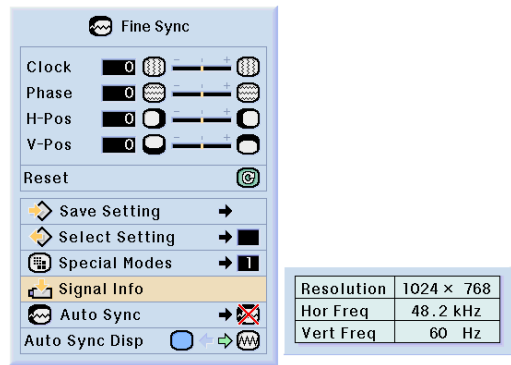 Fine Sync
Clock 0
Phase 0
H-Pos 0
V-Pos 0
Reset
Save Setting
Select Setting
Special Modes 1
Signal Info
Auto Sync
Auto Sync Disp
Resolution 1024 × 768
Hor Freq 48.2 kHz
Vert Freq 60 Hz